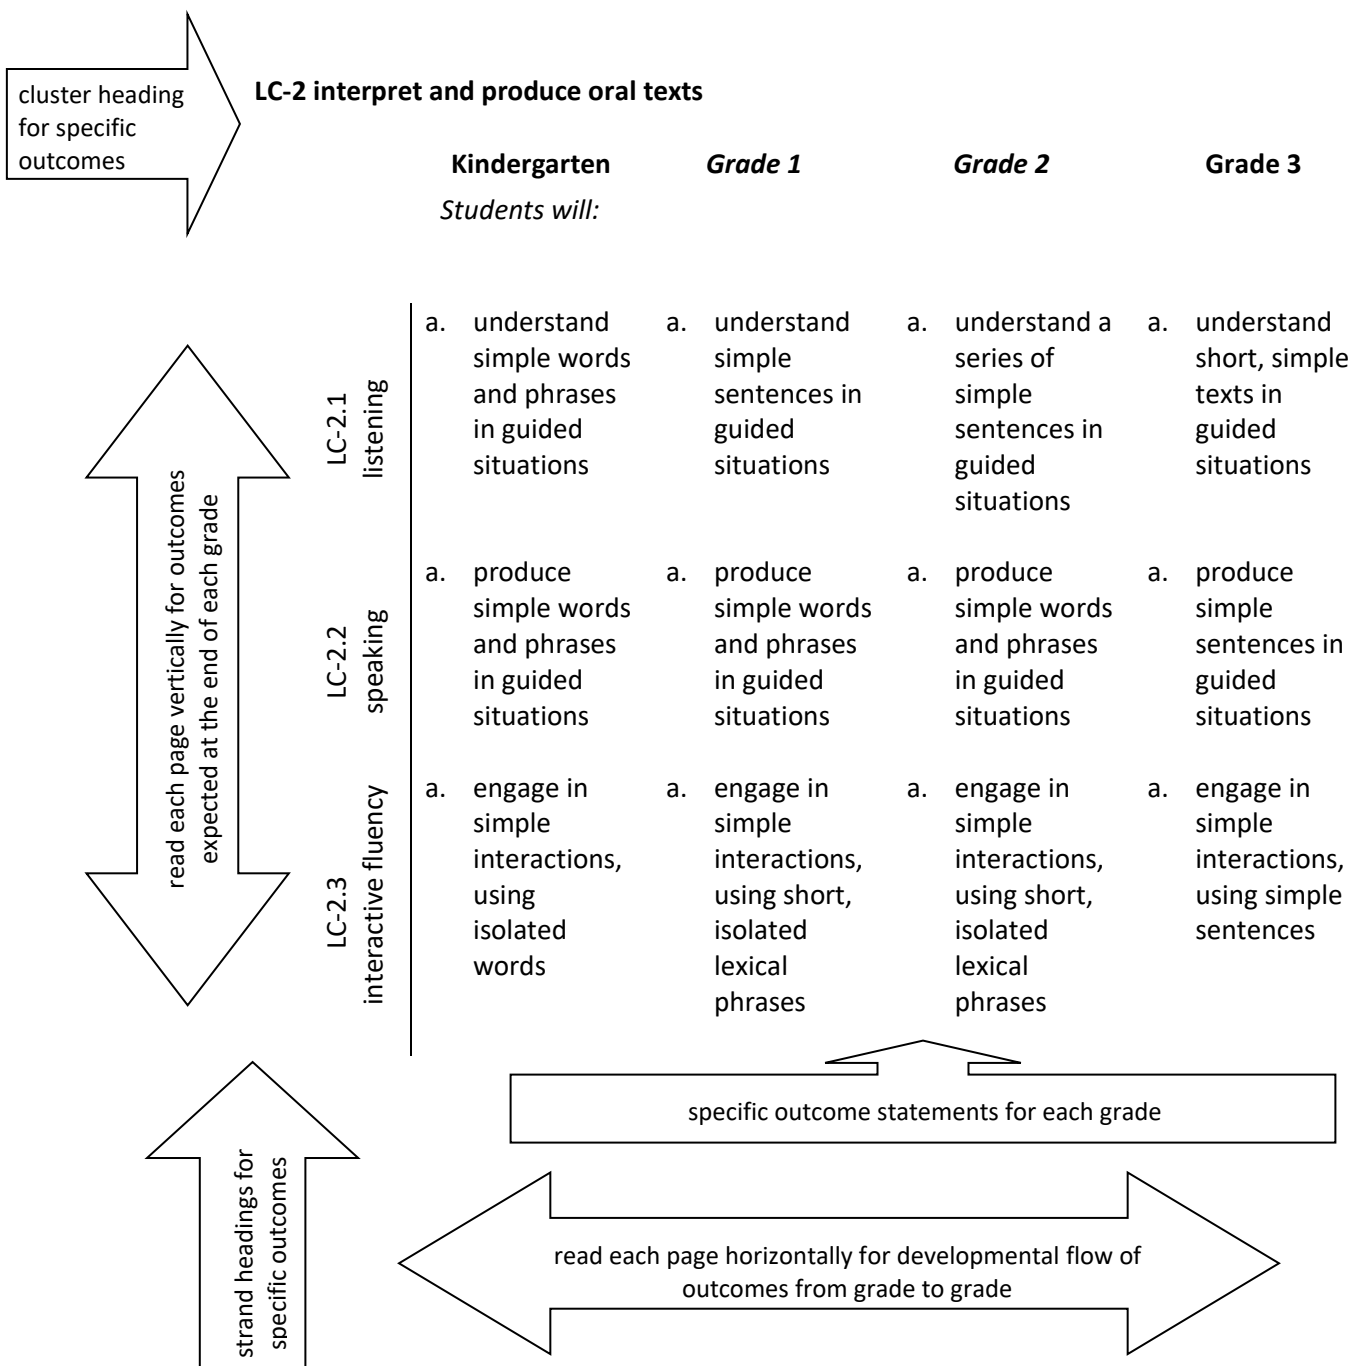 cluster heading
for specific
outcomes
LC-2 interpret and produce oral texts
Kindergarten
Grade 1
Grade 2
Grade 3
Students will:
read each page vertically for outcomes
expected at the end of each grade
LC-2.1
listening
a. understand
simple words
and phrases
in guided
situations
a. understand
simple
sentences in
guided
situations
a. understand a
series of
simple
sentences in
guided
situations
a. understand
short, simple
texts in
guided
situations
LC-2.2
speaking
a. produce
simple words
and phrases
in guided
situations
a. produce
simple words
and phrases
in guided
situations
a. produce
simple words
and phrases
in guided
situations
a. produce
simple
sentences in
guided
situations
LC-2.3
interactive fluency
a. engage in
simple
interactions,
using
isolated
words
a. engage in
simple
interactions,
using short,
isolated
lexical
phrases
a. engage in
simple
interactions,
using short,
isolated
lexical
phrases
a. engage in
simple
interactions,
using simple
sentences
specific outcome statements for each grade
strand headings for
specific outcomes
read each page horizontally for developmental flow of
outcomes from grade to grade